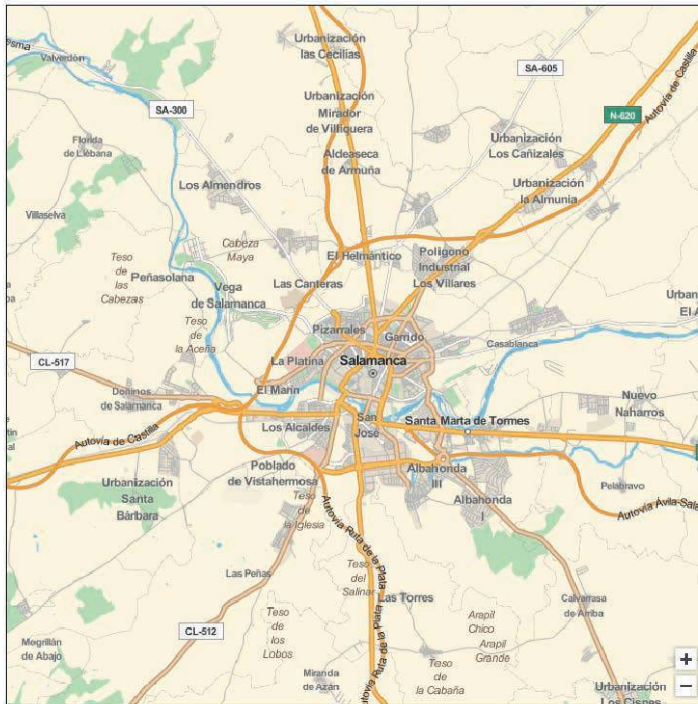 Urbanización
las Cecilias
SA-605
Valverdón
SA-300
Urbanización
Mirador
de Villiquera
N-620
Autovía de Castilla
Florida
de Liébana
Aldeaseca
de Armuña
Urbanización
Los Cañizales
Los Almendros
Urbanización
la Almunia
Villaselva
Cabeza
Maya
Teso
de
las
Cabezas
Peñasolana
El Helmántico
Polígono
Industrial
Los Villares
Vega
de Salamanca
Las Canteras
Teso
de
la Aceña
Pizarrales
Garrido
Casablanca
Urban
El A
CL-517
La Platina
Salamanca
El Marín
Doñinos
de Salamanca
Nuevo
Naharros
San
José
Santa Marta de Tormes
Los Alcaldes
Autovía de Castilla
Poblado
de Vistahermosa
Albahonda
III
Urbanización
Santa
Bárbara
Teso
de
la Iglesia
Albahonda
I
Pelabravo
Autovía Ávila-Sala
Autovía Ruta de la Plata
Las Peñas
Teso
del
Salinar
Las Torres
Calvarrasa
de Arriba
CL-512
Teso
de
los
Lobos
Arapil
Chico
Arapil
Grande
Mogrillán
de Abajo
Miranda
de Azán
Teso
de
la Cabaña
utovía Ruta de la Plata
Urbanización
Los Cisnes
+
−